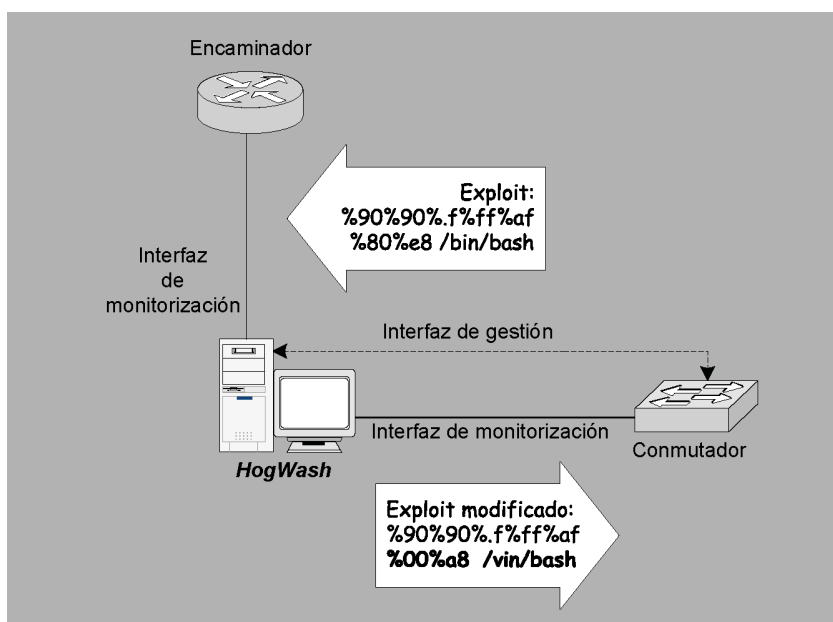 Encaminador
Exploit:
%90%90%.f%ff%af
%80%e8 /bin/bash
Interfaz
de
monitorización
Interfaz de gestión
Interfaz de monitorización
Conmutador
HogWash
Exploit modificado:
%90%90%.f%ff%af
%00%a8 /vin/bash